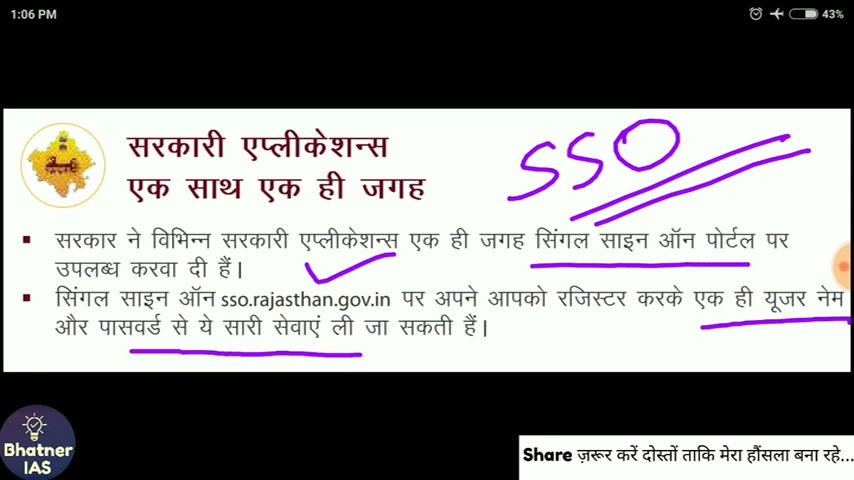 1:06 PM
43%
सरकारी एप्लीकेशन्स
एक साथ एक ही जगह
SSO
▪ सरकार ने विभिन्न सरकारी एप्लीकेशन्स एक ही जगह सिंगल साइन ऑन पोर्टल पर
उपलब्ध करवा दी हैं।
▪ सिंगल साइन ऑन sso.rajasthan.gov.in पर अपने आपको रजिस्टर करके एक ही यूजर नेम
और पासवर्ड से ये सारी सेवाएं ली जा सकती हैं।
Bhatner
IAS
Share ज़रूर करें दोस्तों ताकि मेरा हौंसला बना रहे...